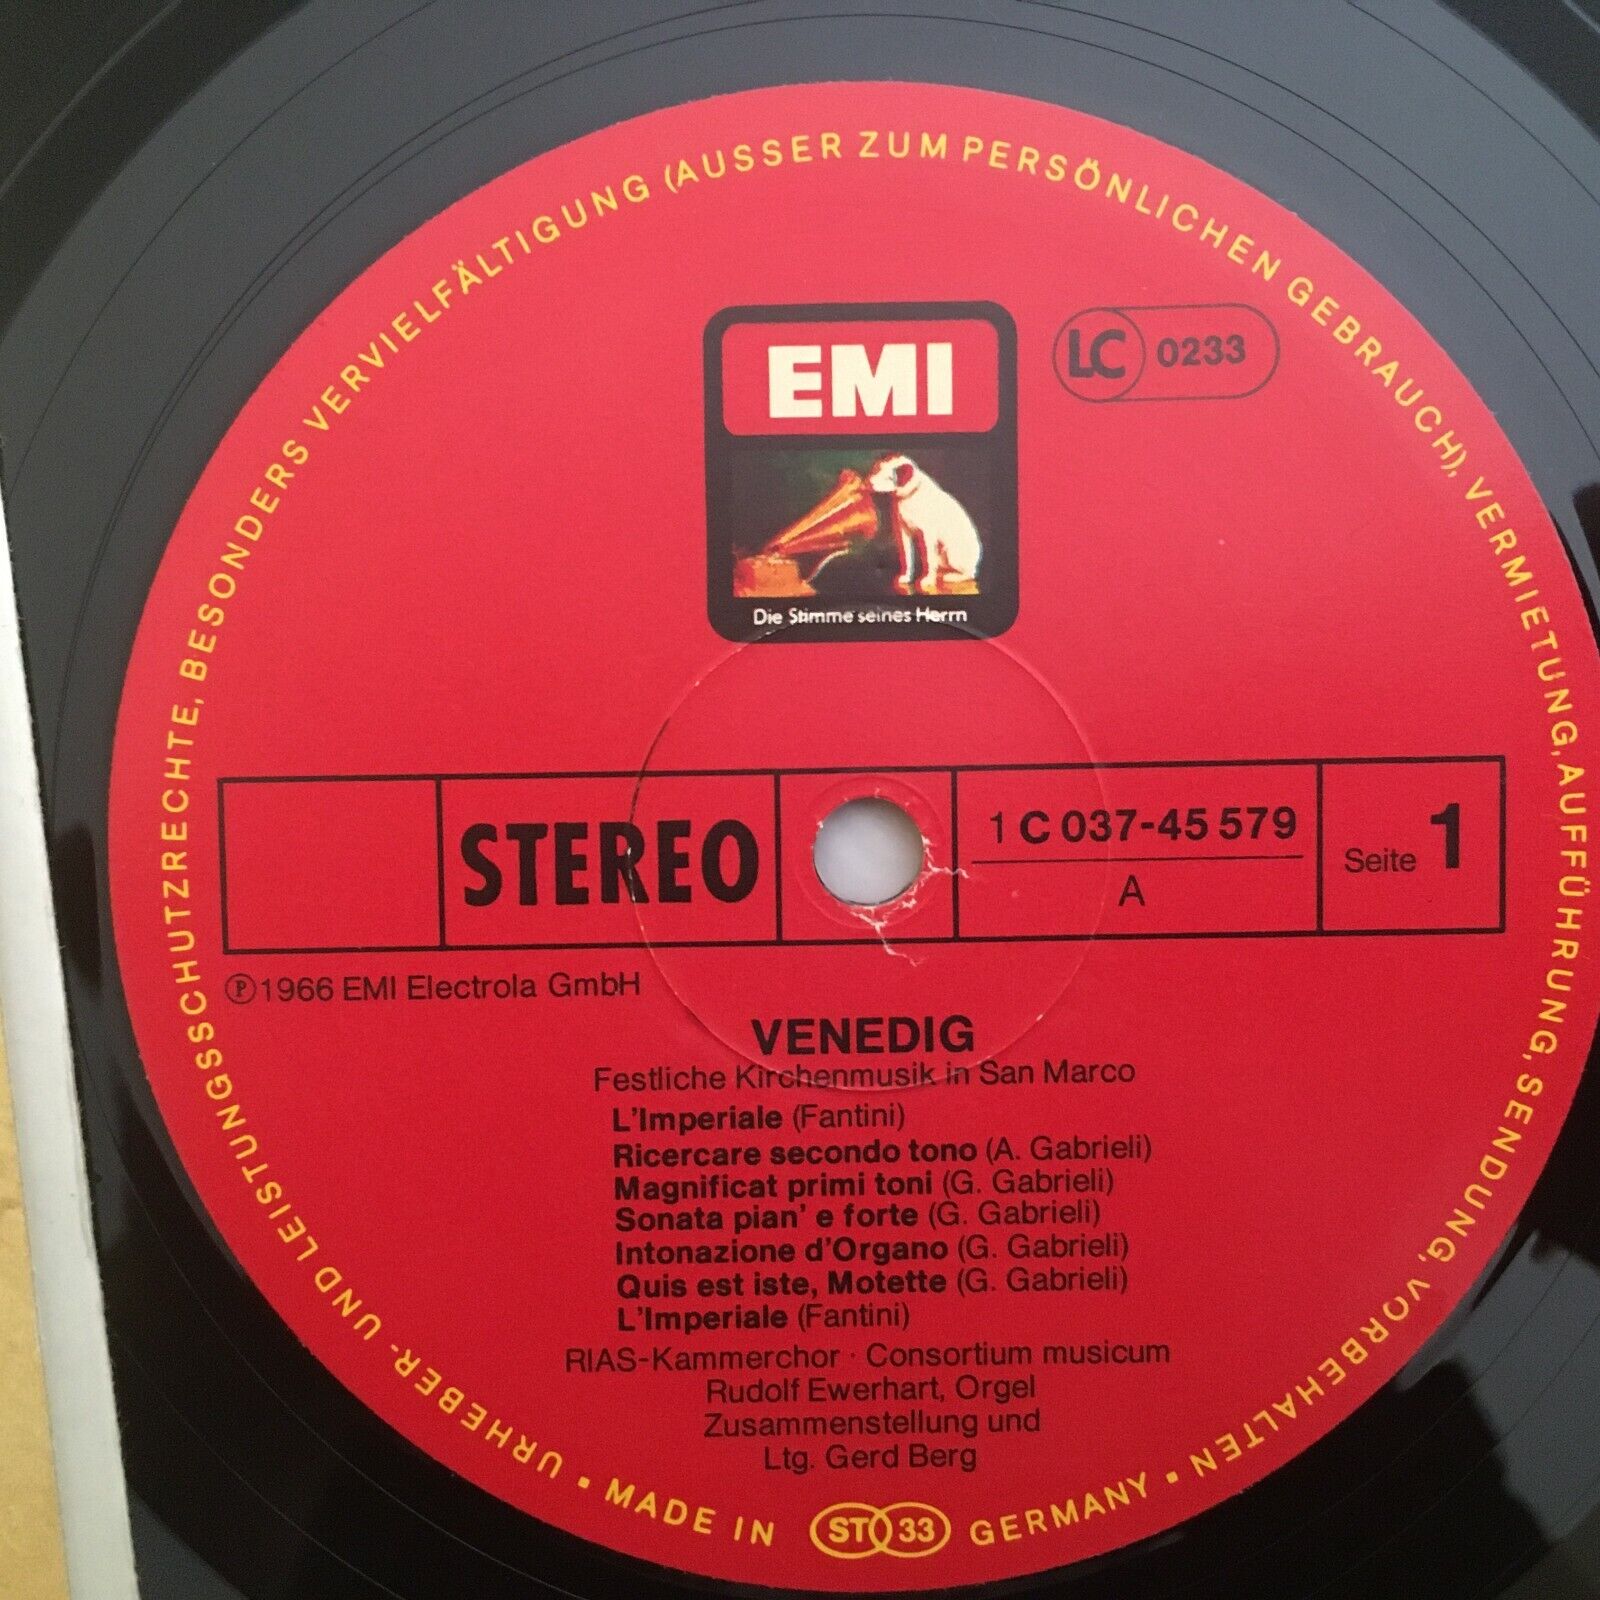 URHEBER- UND LEISTUNGSSCHUTZRECHTE, BESONDERS VERVIELFÄLTIGUNG (AUSSER ZUM PERSÖNLICHEN GEBRAUCH), VERMIETUNG, AUFFÜHRUNG, SENDUNG, VORBEHALTEN
EMI
LC 0233
Die Stimme seines Herrn
STEREO
1 C 037-45 579
A
Seite 1
℗1966 EMI Electrola GmbH
VENEDIG
Festliche Kirchenmusik in San Marco
L'Imperiale (Fantini)
Ricercare secondo tono (A. Gabrieli)
Magnificat primi toni (G. Gabrieli)
Sonata pian' e forte (G. Gabrieli)
Intonazione d'Organo (G. Gabrieli)
Quis est iste, Motette (G. Gabrieli)
L'Imperiale (Fantini)
RIAS-Kammerchor · Consortium musicum
Rudolf Ewerhart, Orgel
Zusammenstellung und
Ltg. Gerd Berg
• MADE IN ST 33 GERMANY •